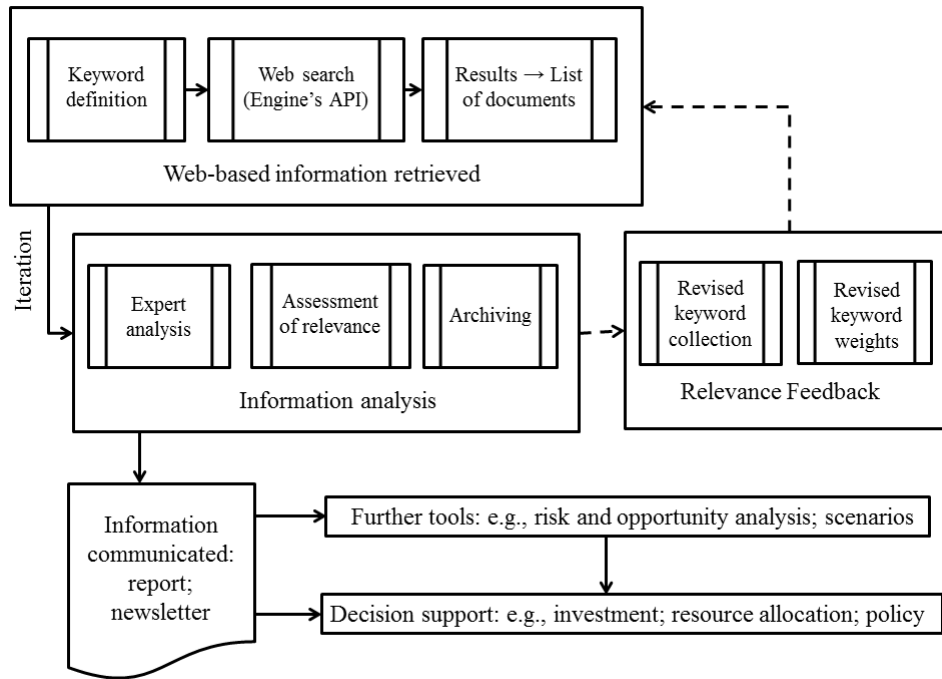 Keyword
definition
Web search
(Engine's API)
Results → List
of documents
Web-based information retrieved
Iteration
Expert
analysis
Assessment
of relevance
Archiving
Information analysis
Revised
keyword
collection
Revised
keyword
weights
Relevance Feedback
Information
communicated:
report;
newsletter
Further tools: e.g., risk and opportunity analysis; scenarios
Decision support: e.g., investment; resource allocation; policy